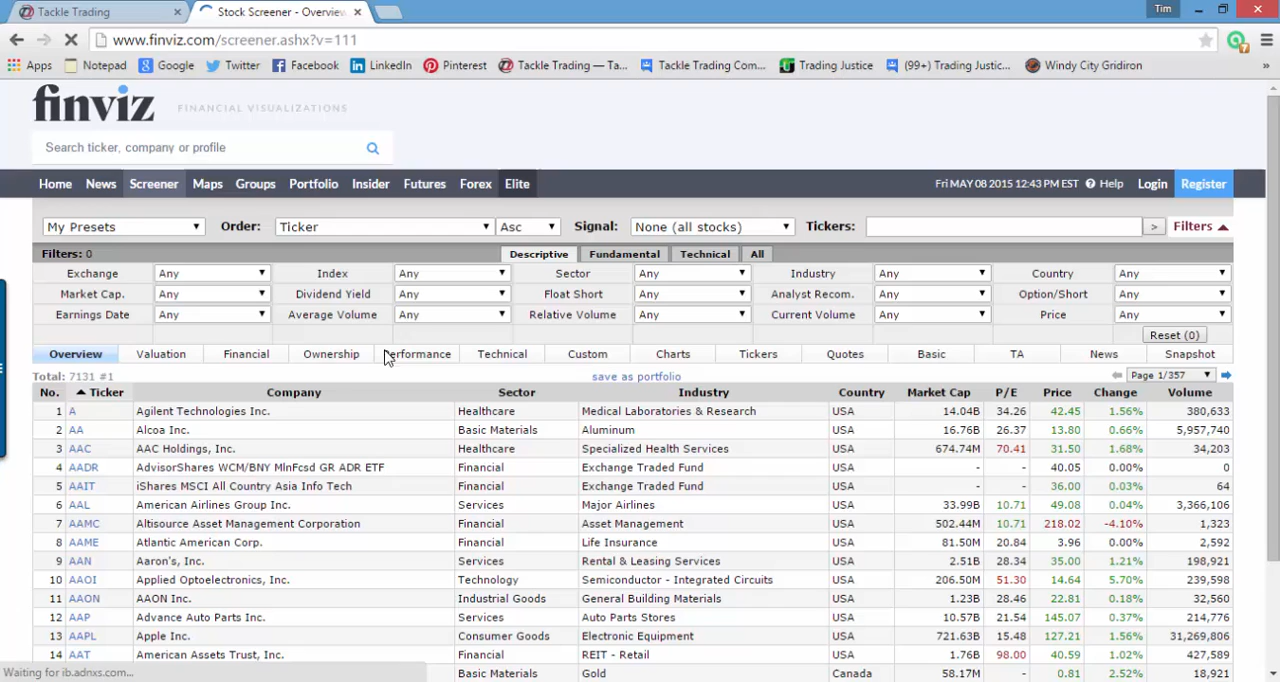 Tackle Trading × Stock Screener - Overview × Tim
www.finviz.com/screener.ashx?v=111
Apps Notepad Google Twitter Facebook LinkedIn Pinterest Tackle Trading — Ta... Tackle Trading Com... Trading Justice (99+) Trading Justic... Windy City Gridiron »
finviz FINANCIAL VISUALIZATIONS
Search ticker, company or profile
Home News Screener Maps Groups Portfolio Insider Futures Forex Elite Fri MAY 08 2015 12:43 PM EST Help Login Register
My Presets Order: Ticker Asc Signal: None (all stocks) Tickers: > Filters
Filters: 0 Descriptive Fundamental Technical All
Exchange Any Index Any Sector Any Industry Any Country Any
Market Cap. Any Dividend Yield Any Float Short Any Analyst Recom. Any Option/Short Any
Earnings Date Any Average Volume Any Relative Volume Any Current Volume Any Price Any
Reset (0)
Overview Valuation Financial Ownership Performance Technical Custom Charts Tickers Quotes Basic TA News Snapshot
Total: 7131 #1 save as portfolio Page 1/357
No. Ticker Company Sector Industry Country Market Cap P/E Price Change Volume
1 A Agilent Technologies Inc. Healthcare Medical Laboratories & Research USA 14.04B 34.26 42.45 1.56% 380,633
2 AA Alcoa Inc. Basic Materials Aluminum USA 16.76B 26.37 13.80 0.66% 5,957,740
3 AAC AAC Holdings, Inc. Healthcare Specialized Health Services USA 674.74M 70.41 31.50 1.68% 34,203
4 AADR AdvisorShares WCM/BNY MlnFcsd GR ADR ETF Financial Exchange Traded Fund USA - - 40.05 0.00% 0
5 AAIT iShares MSCI All Country Asia Info Tech Financial Exchange Traded Fund USA - - 36.00 0.03% 64
6 AAL American Airlines Group Inc. Services Major Airlines USA 33.99B 10.71 49.08 0.04% 3,366,106
7 AAMC Altisource Asset Management Corporation Financial Asset Management USA 502.44M 10.71 218.02 -4.10% 1,323
8 AAME Atlantic American Corp. Financial Life Insurance USA 81.50M 20.84 3.96 0.00% 2,592
9 AAN Aaron's, Inc. Services Rental & Leasing Services USA 2.51B 28.34 35.00 1.21% 198,921
10 AAOI Applied Optoelectronics, Inc. Technology Semiconductor - Integrated Circuits USA 206.50M 51.30 14.64 5.70% 239,598
11 AAON AAON Inc. Industrial Goods General Building Materials USA 1.23B 28.46 22.81 0.18% 32,560
12 AAP Advance Auto Parts Inc. Services Auto Parts Stores USA 10.57B 21.54 145.07 0.37% 214,776
13 AAPL Apple Inc. Consumer Goods Electronic Equipment USA 721.63B 15.48 127.21 1.56% 31,269,806
14 AAT American Assets Trust, Inc. Financial REIT - Retail USA 1.76B 98.00 40.59 1.02% 427,589
Basic Materials Gold Canada 58.17M - 0.81 2.52% 18,921
Waiting for ib.adnxs.com...